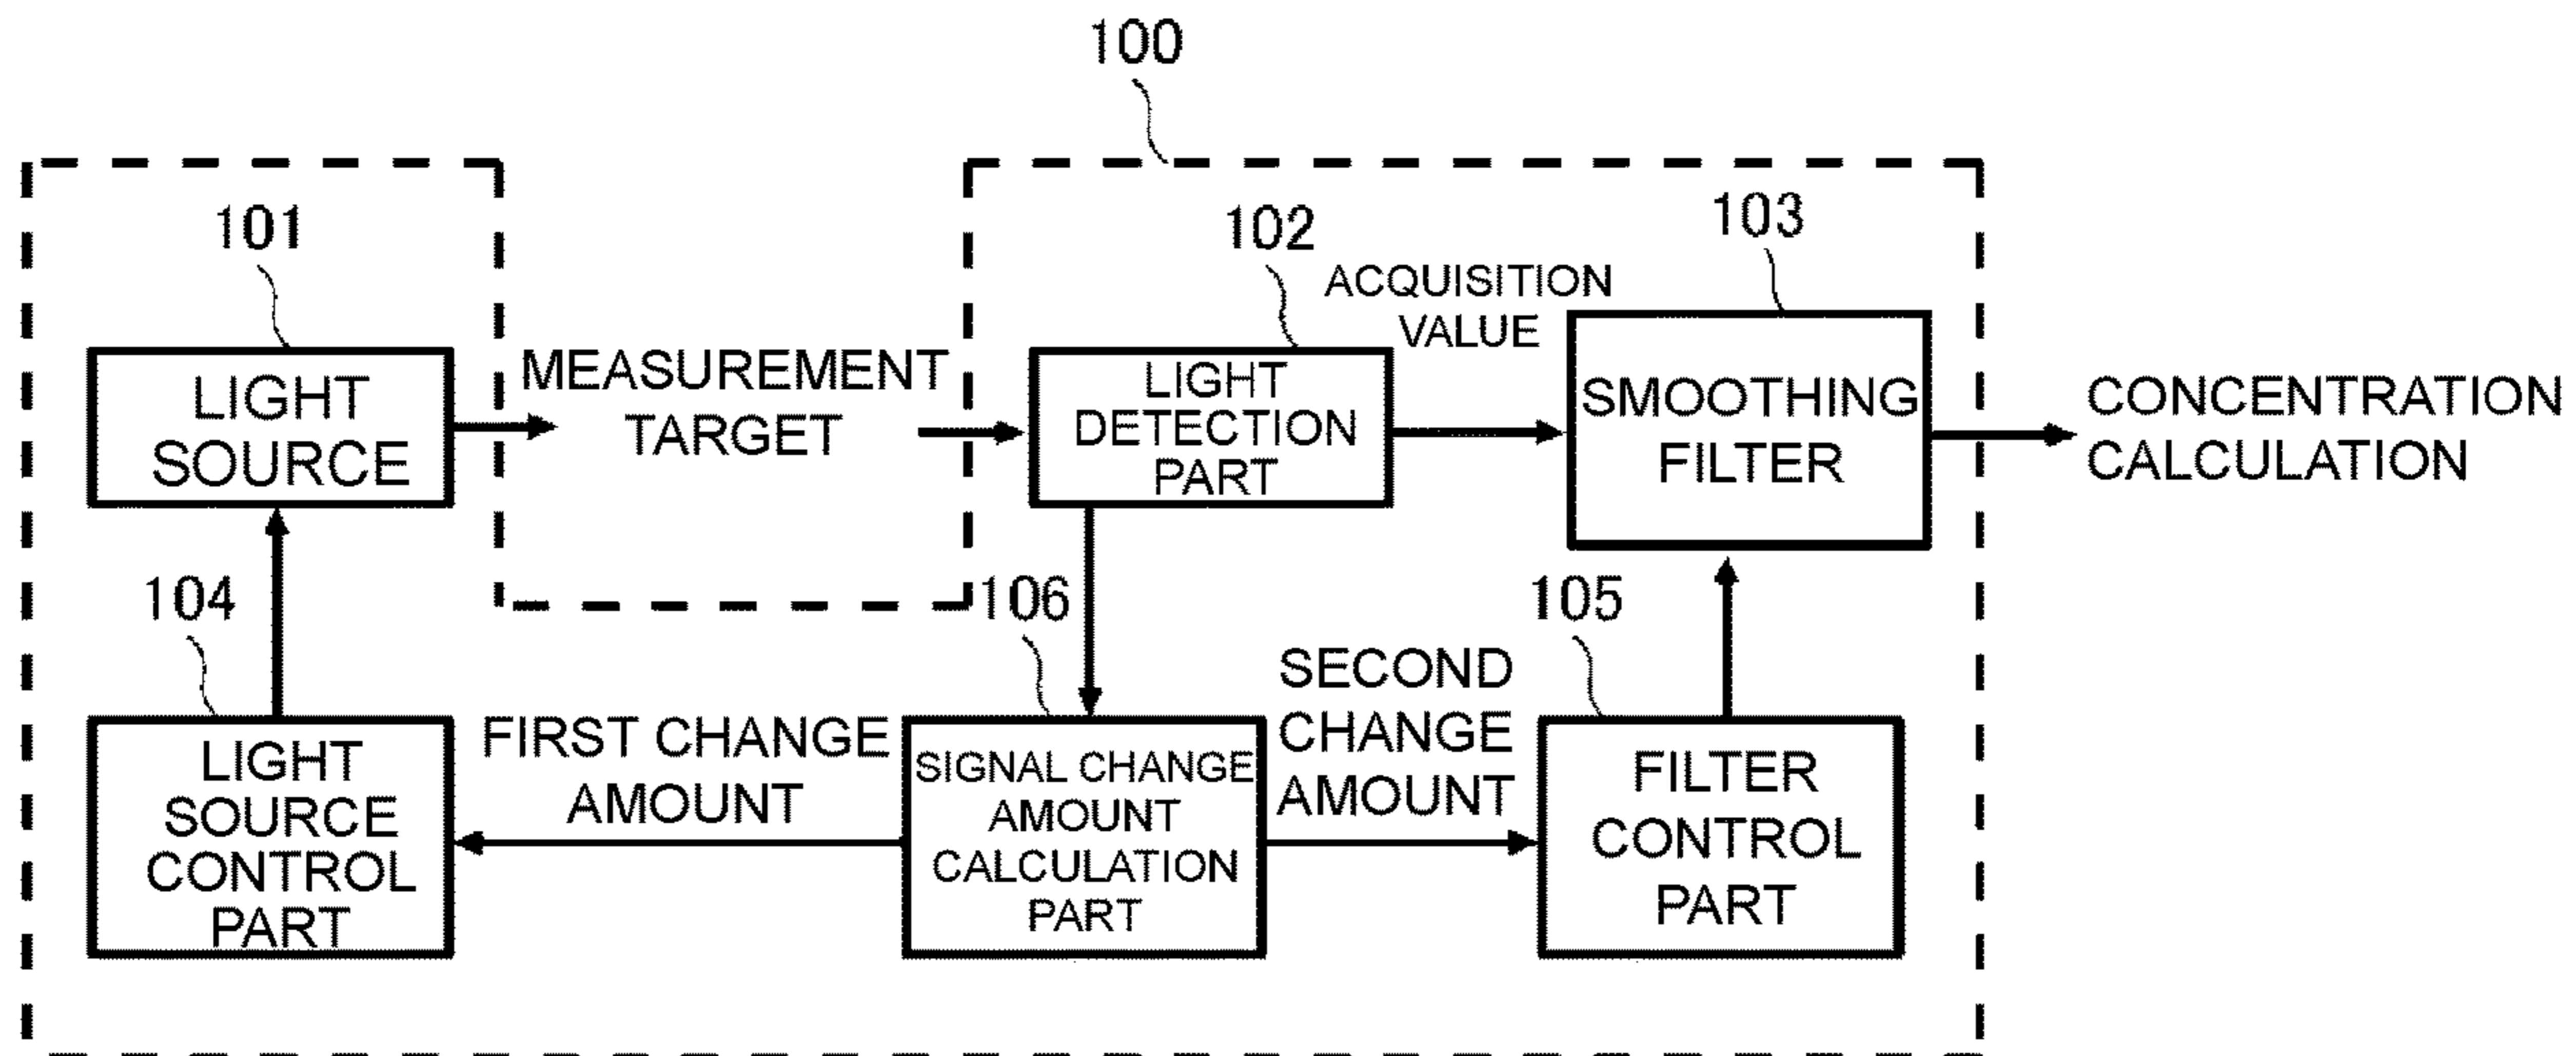 100
101
102
103
ACQUISITION
VALUE
LIGHT
SOURCE
MEASUREMENT
TARGET
LIGHT
DETECTION
PART
SMOOTHING
FILTER
CONCENTRATION
CALCULATION
104
106
105
LIGHT
SOURCE
CONTROL
PART
FIRST CHANGE
AMOUNT
SIGNAL CHANGE
AMOUNT
CALCULATION
PART
SECOND
CHANGE
AMOUNT
FILTER
CONTROL
PART